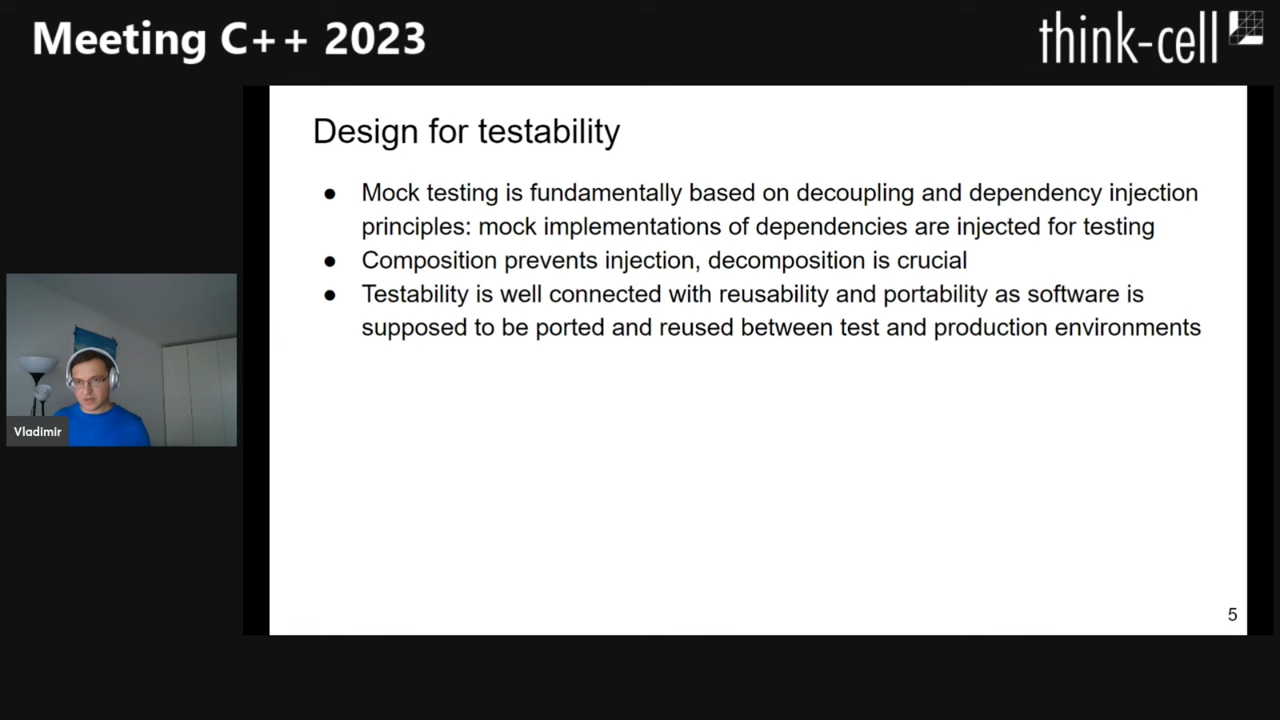 Meeting C++ 2023
think-cell
Design for testability
● Mock testing is fundamentally based on decoupling and dependency injection
principles: mock implementations of dependencies are injected for testing
● Composition prevents injection, decomposition is crucial
● Testability is well connected with reusability and portability as software is
supposed to be ported and reused between test and production environments
Vladimir
5